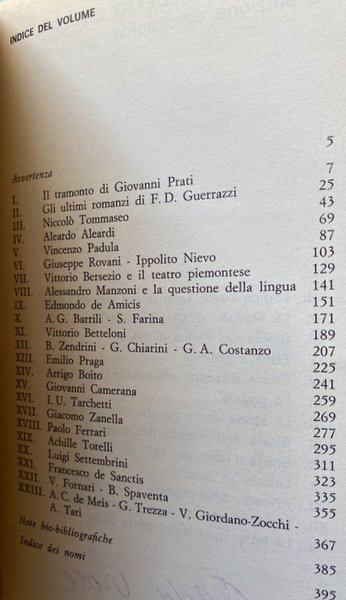 INDICE DEL VOLUME
Avvertenza 5
I. Il tramonto di Giovanni Prati 7
II. Gli ultimi romanzi di F. D. Guerrazzi 25
III. Niccolò Tommaseo 43
IV. Aleardo Aleardi 69
V. Vincenzo Padula 87
VI. Giuseppe Rovani - Ippolito Nievo 103
VII. Vittorio Bersezio e il teatro piemontese 129
VIII. Alessandro Manzoni e la questione della lingua 141
IX. Edmondo de Amicis 151
X. A. G. Barrili - S. Farina 171
XI. Vittorio Betteloni 189
XII. B. Zendrini - G. Chiarini - G. A. Costanzo 207
XIII. Emilio Praga 225
XIV. Arrigo Boito 241
XV. Giovanni Camerana 259
XVI. I. U. Tarchetti 269
XVII. Giacomo Zanella 277
XVIII. Paolo Ferrari 295
XIX. Achille Torelli 311
XX. Luigi Settembrini 323
XXI. Francesco de Sanctis 335
XXII. V. Fornari - B. Spaventa 355
XXIII. A. C. de Meis - G. Trezza - V. Giordano-Zocchi -
A. Tari 367
Note bio-bibliografiche 385
Indice dei nomi 395